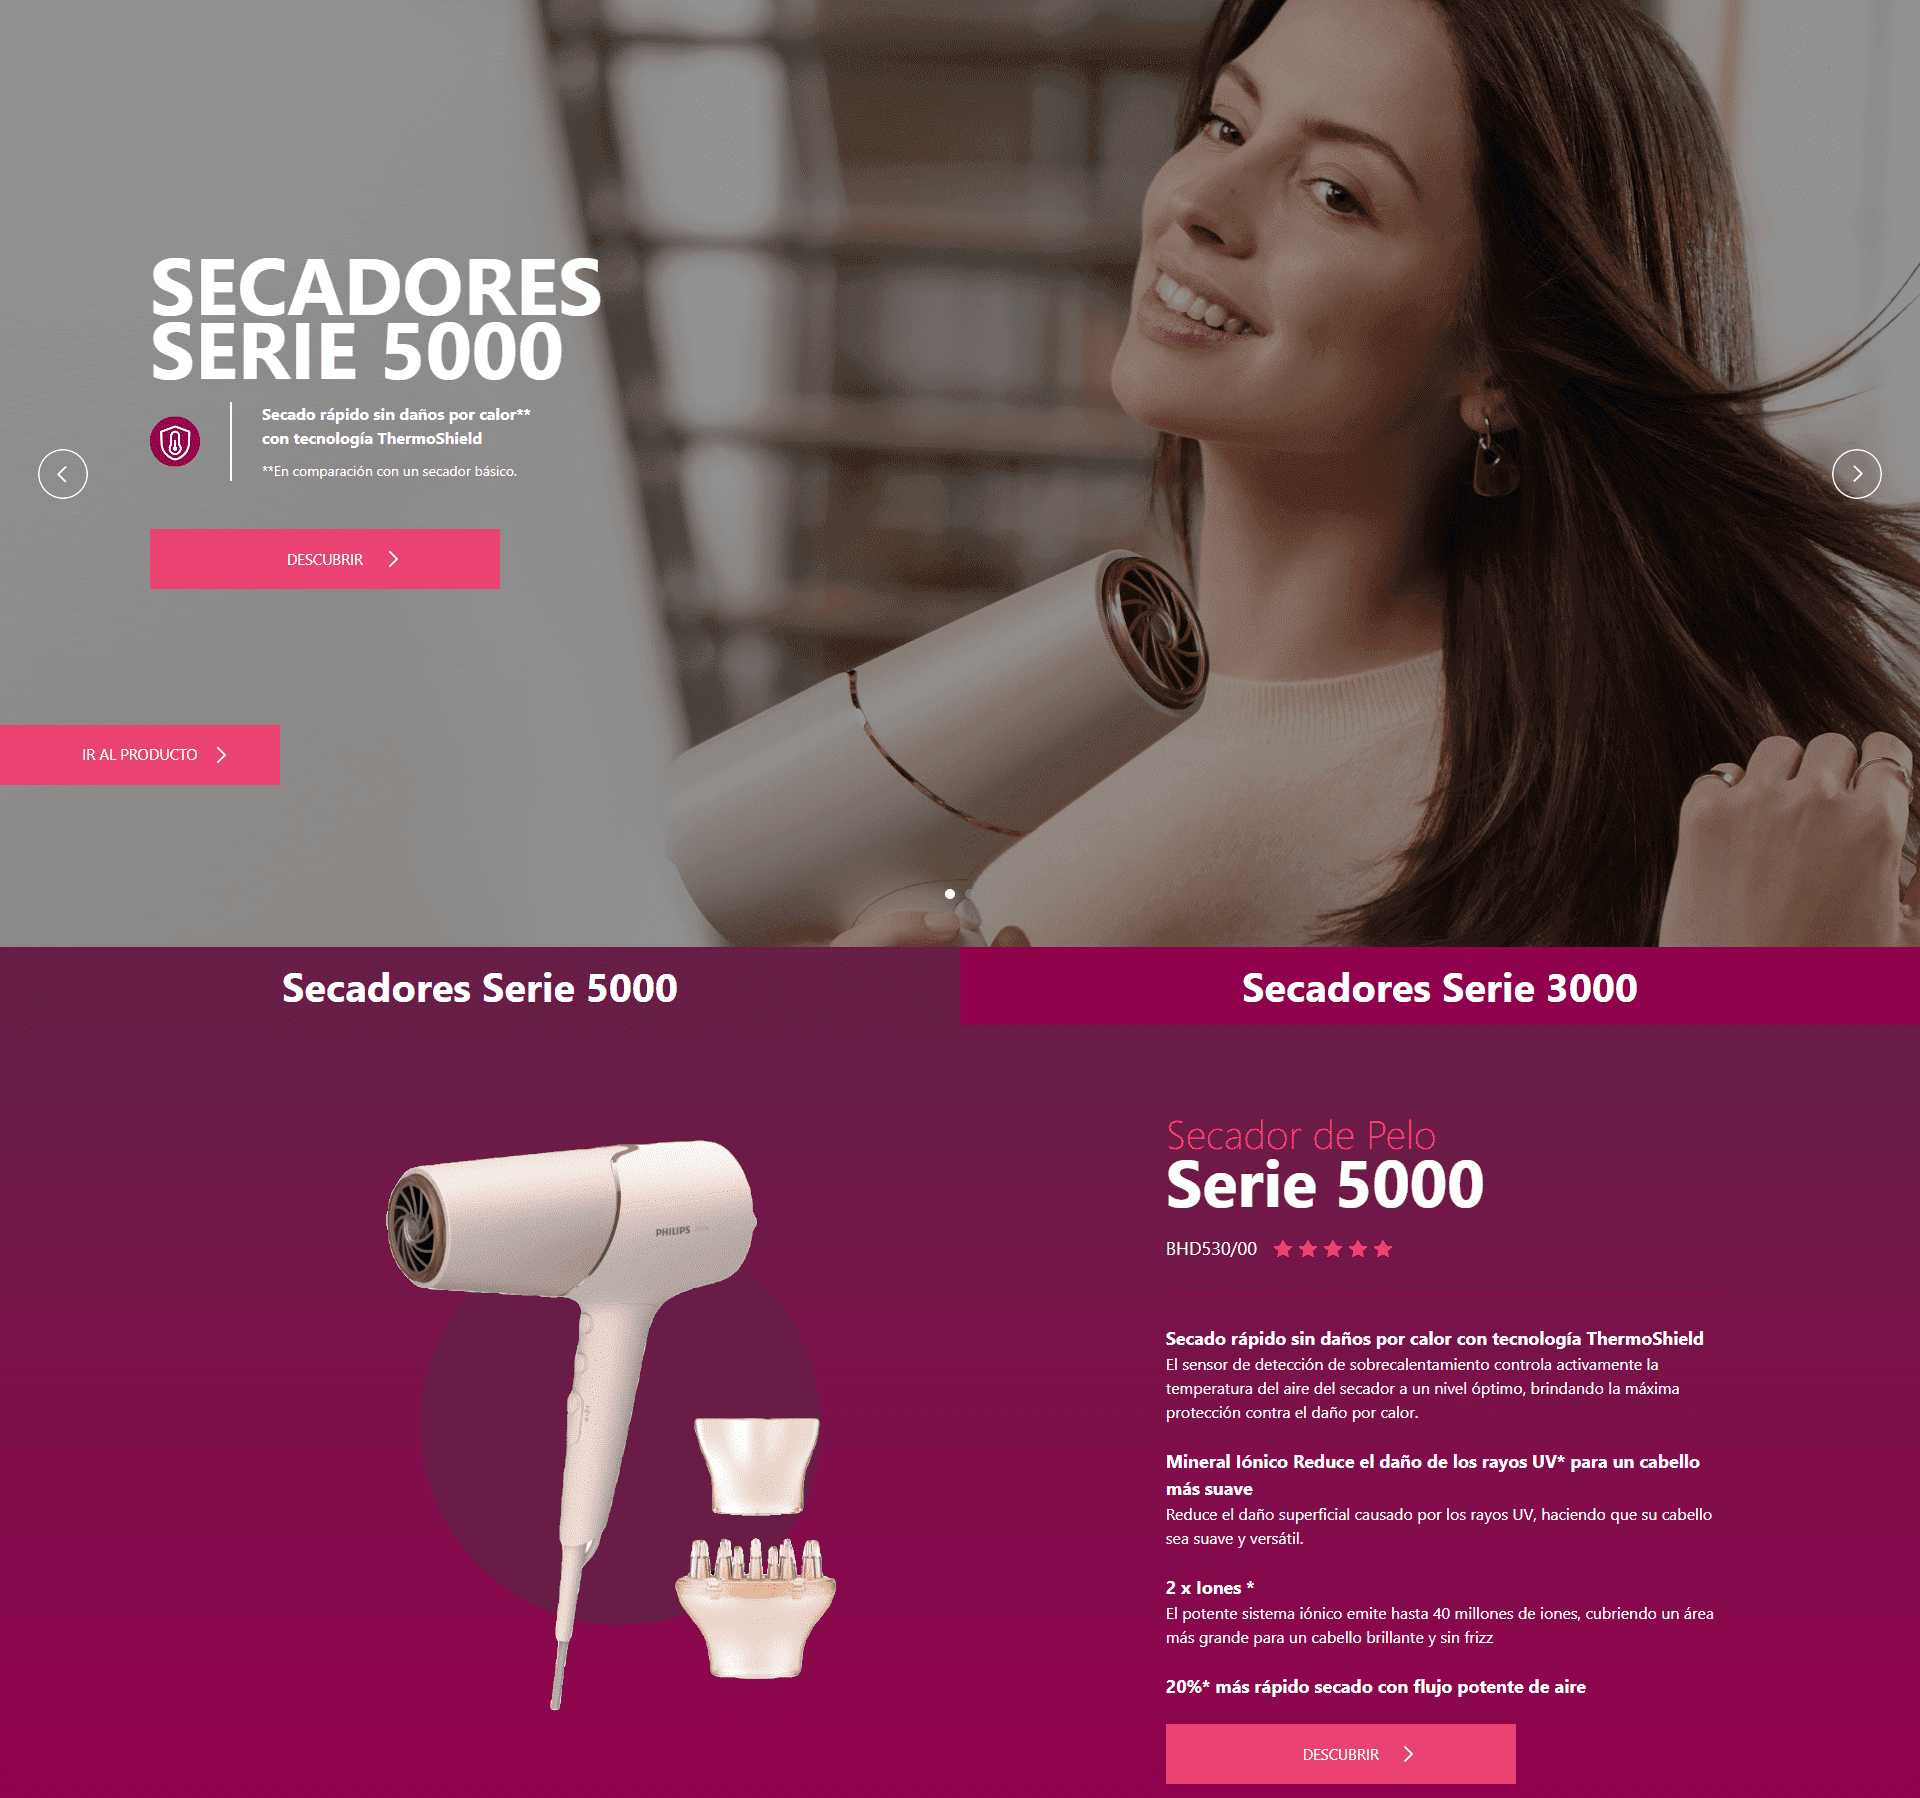 SECADORES
SERIE 5000
Secado rápido sin daños por calor**
con tecnología ThermoShield
**En comparación con un secador básico.
DESCUBRIR
IR AL PRODUCTO
Secadores Serie 5000
Secadores Serie 3000
PHILIPS
Secador de Pelo
Serie 5000
BHD530/00
Secado rápido sin daños por calor con tecnología ThermoShield
El sensor de detección de sobrecalentamiento controla activamente la
temperatura del aire del secador a un nivel óptimo, brindando la máxima
protección contra el daño por calor.
Mineral Iónico Reduce el daño de los rayos UV* para un cabello
más suave
Reduce el daño superficial causado por los rayos UV, haciendo que su cabello
sea suave y versátil.
2 x Iones *
El potente sistema iónico emite hasta 40 millones de iones, cubriendo un área
más grande para un cabello brillante y sin frizz
20%* más rápido secado con flujo potente de aire
DESCUBRIR